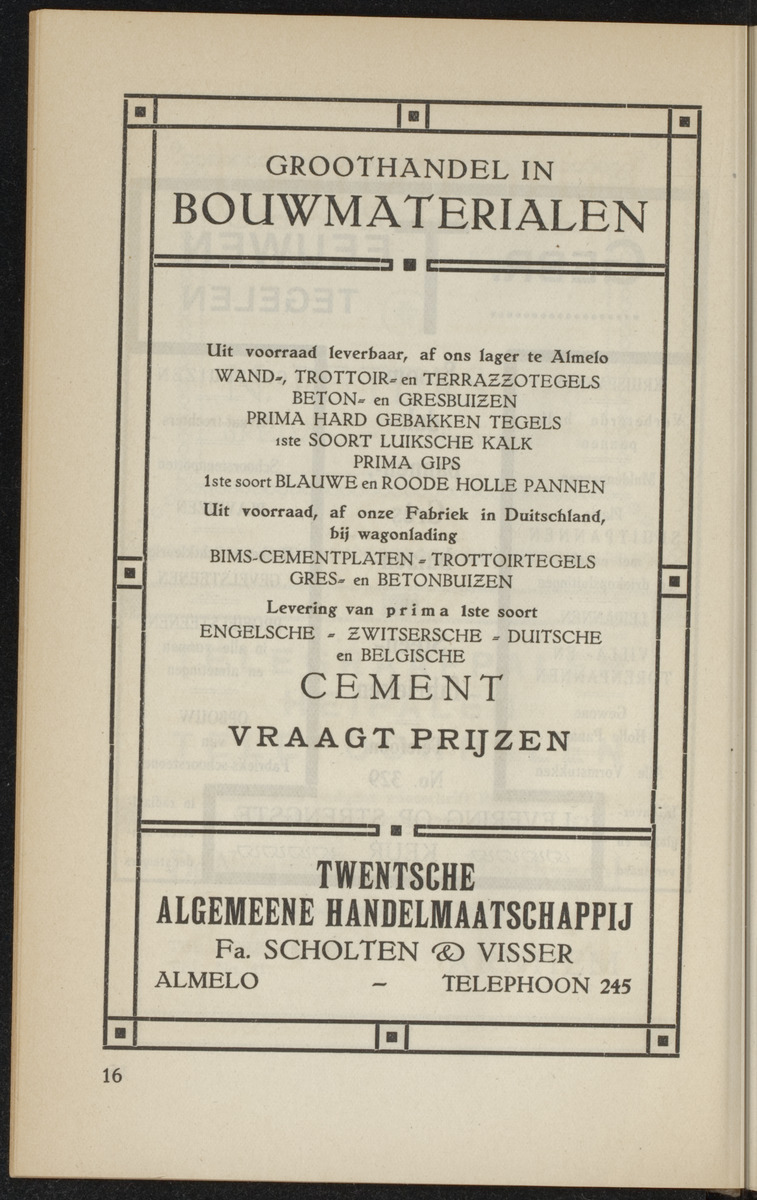 GROOTHANDEL IN
BOUWMATERIALEN
Uit voorraad leverbaar, af ons lager te Almelo
WAND-, TROTTOIR- en TERRAZZOTEGELS
BETON- en GRESBUIZEN
PRIMA HARD GEBAKKEN TEGELS
1ste SOORT LUIKSCHE KALK
PRIMA GIPS
1ste soort BLAUWE en ROODE HOLLE PANNEN
Uit voorraad, af onze Fabriek in Duitschland,
bij wagonlading
BIMS-CEMENTPLATEN - TROTTOIRTEGELS
GRES- en BETONBUIZEN
Levering van prima 1ste soort
ENGELSCHE - ZWITSERSCHE - DUITSCHE
en BELGISCHE
CEMENT
VRAAGT PRIJZEN
TWENTSCHE
ALGEMEENE HANDELMAATSCHAPPIJ
Fa. SCHOLTEN & VISSER
ALMELO - TELEPHOON 245
16